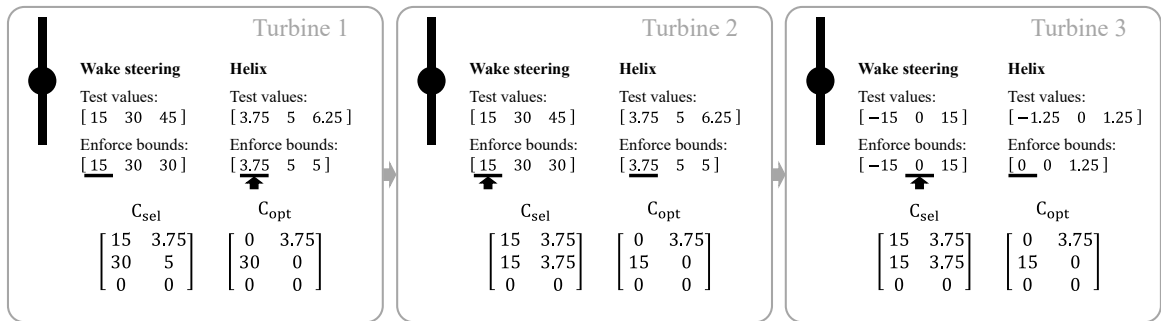 Turbine 1
Wake steering Helix
Test values: Test values:
[ 15 30 45 ] [ 3.75 5 6.25 ]
Enforce bounds: Enforce bounds:
[ 15 30 30 ] [ 3.75 5 5 ]
C_sel C_opt
[ 15 3.75 ] [ 0 3.75 ]
[ 30 5 ] [ 30 0 ]
[ 0 0 ] [ 0 0 ]
Turbine 2
Wake steering Helix
Test values: Test values:
[ 15 30 45 ] [ 3.75 5 6.25 ]
Enforce bounds: Enforce bounds:
[ 15 30 30 ] [ 3.75 5 5 ]
C_sel C_opt
[ 15 3.75 ] [ 0 3.75 ]
[ 15 3.75 ] [ 15 0 ]
[ 0 0 ] [ 0 0 ]
Turbine 3
Wake steering Helix
Test values: Test values:
[ −15 0 15 ] [ −1.25 0 1.25 ]
Enforce bounds: Enforce bounds:
[ −15 0 15 ] [ 0 0 1.25 ]
C_sel C_opt
[ 15 3.75 ] [ 0 3.75 ]
[ 15 3.75 ] [ 15 0 ]
[ 0 0 ] [ 0 0 ]